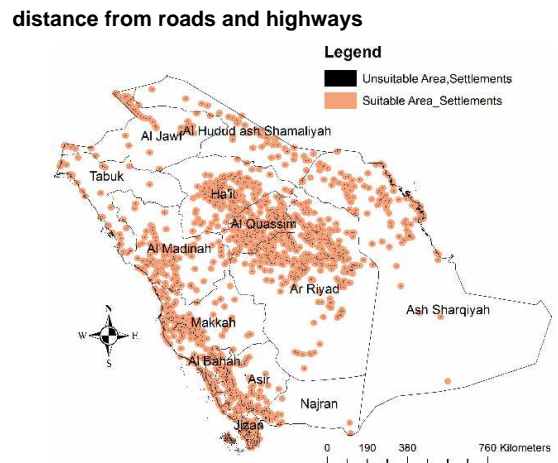 distance from roads and highways
Legend
Unsuitable Area,Settlements
Suitable Area_Settlements
Al Jawf
Al Hudud ash Shamaliyah
Tabuk
Ha'il
Al Quassim
Al Madinah
Ar Riyad
Ash Sharqiyah
Makkah
N
W E
S
Al Bahah
Asir
Najran
Jizan
0 190 380 760 Kilometers